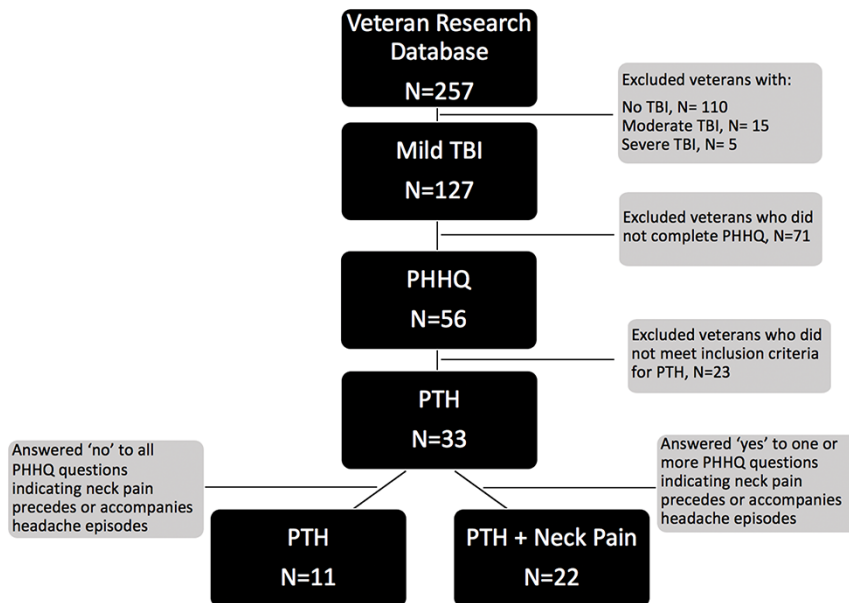 Veteran Research
Database
N=257
Excluded veterans with:
No TBI, N= 110
Moderate TBI, N= 15
Severe TBI, N= 5
Mild TBI
N=127
Excluded veterans who did
not complete PHHQ, N=71
PHHQ
N=56
Excluded veterans who did
not meet inclusion criteria
for PTH, N=23
PTH
N=33
Answered ‘no’ to all
PHHQ questions
indicating neck pain
precedes or accompanies
headache episodes
Answered ‘yes’ to one or
more PHHQ questions
indicating neck pain
precedes or accompanies
headache episodes
PTH
N=11
PTH + Neck Pain
N=22